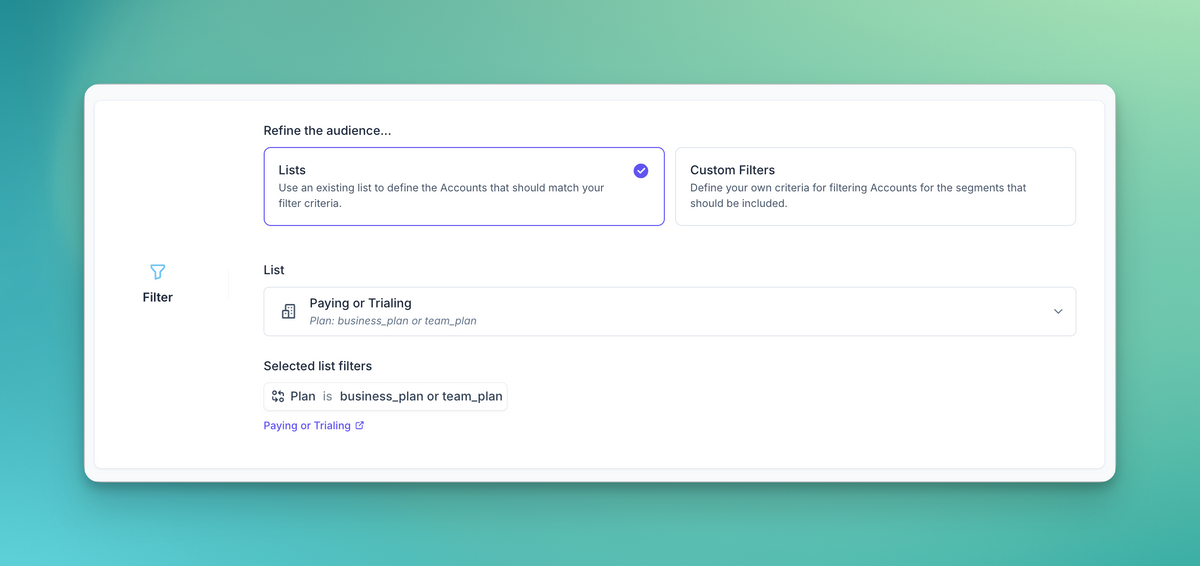 Refine the audience...
Lists
Use an existing list to define the Accounts that should match your
filter criteria.
Custom Filters
Define your own criteria for filtering Accounts for the segments that
should be included.
Filter
List
Paying or Trialing
Plan: business_plan or team_plan
Selected list filters
Plan is business_plan or team_plan
Paying or Trialing